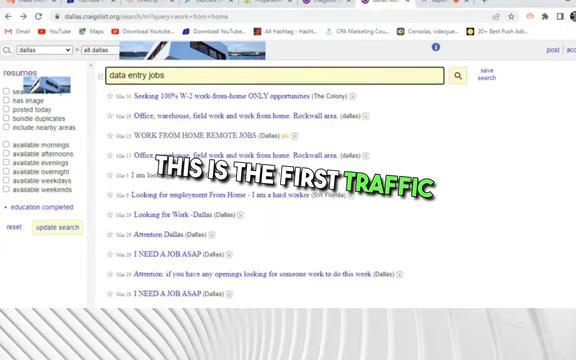 dallas.craigslist.org/search/rrr?query=work+from+home
Gmail YouTube Maps Download YouTube... Download YouTube... All Hashtag - Hasht... CPA Marketing Cou... 20+ Best Push Ads...
CL dallas > all dallas post acc
resumes
data entry jobs
save search
has image
posted today
bundle duplicates
include nearby areas
available mornings
available afternoons
available evenings
available overnight
available weekdays
available weekends
education completed
reset update search
Seeking 100% W-2 work-from-home ONLY opportunities (The Colony)
Office, warehouse, field work and work from home. Rockwall area. (dallas)
WORK FROM HOME REMOTE JOBS (Dallas) pic
Office, warehouse, field work and work from home. Rockwall area. (dallas)
THIS IS THE FIRST TRAFFIC
Looking for employment From Home - I am a hard worker (SW Florida)
Looking for Work -Dallas (Dallas)
Attention Dallas (Dallas)
I NEED A JOB ASAP (Dallas)
Attention: if you have any openings looking for someone work to do this week (Dallas)
I NEED A JOB ASAP (Dallas)